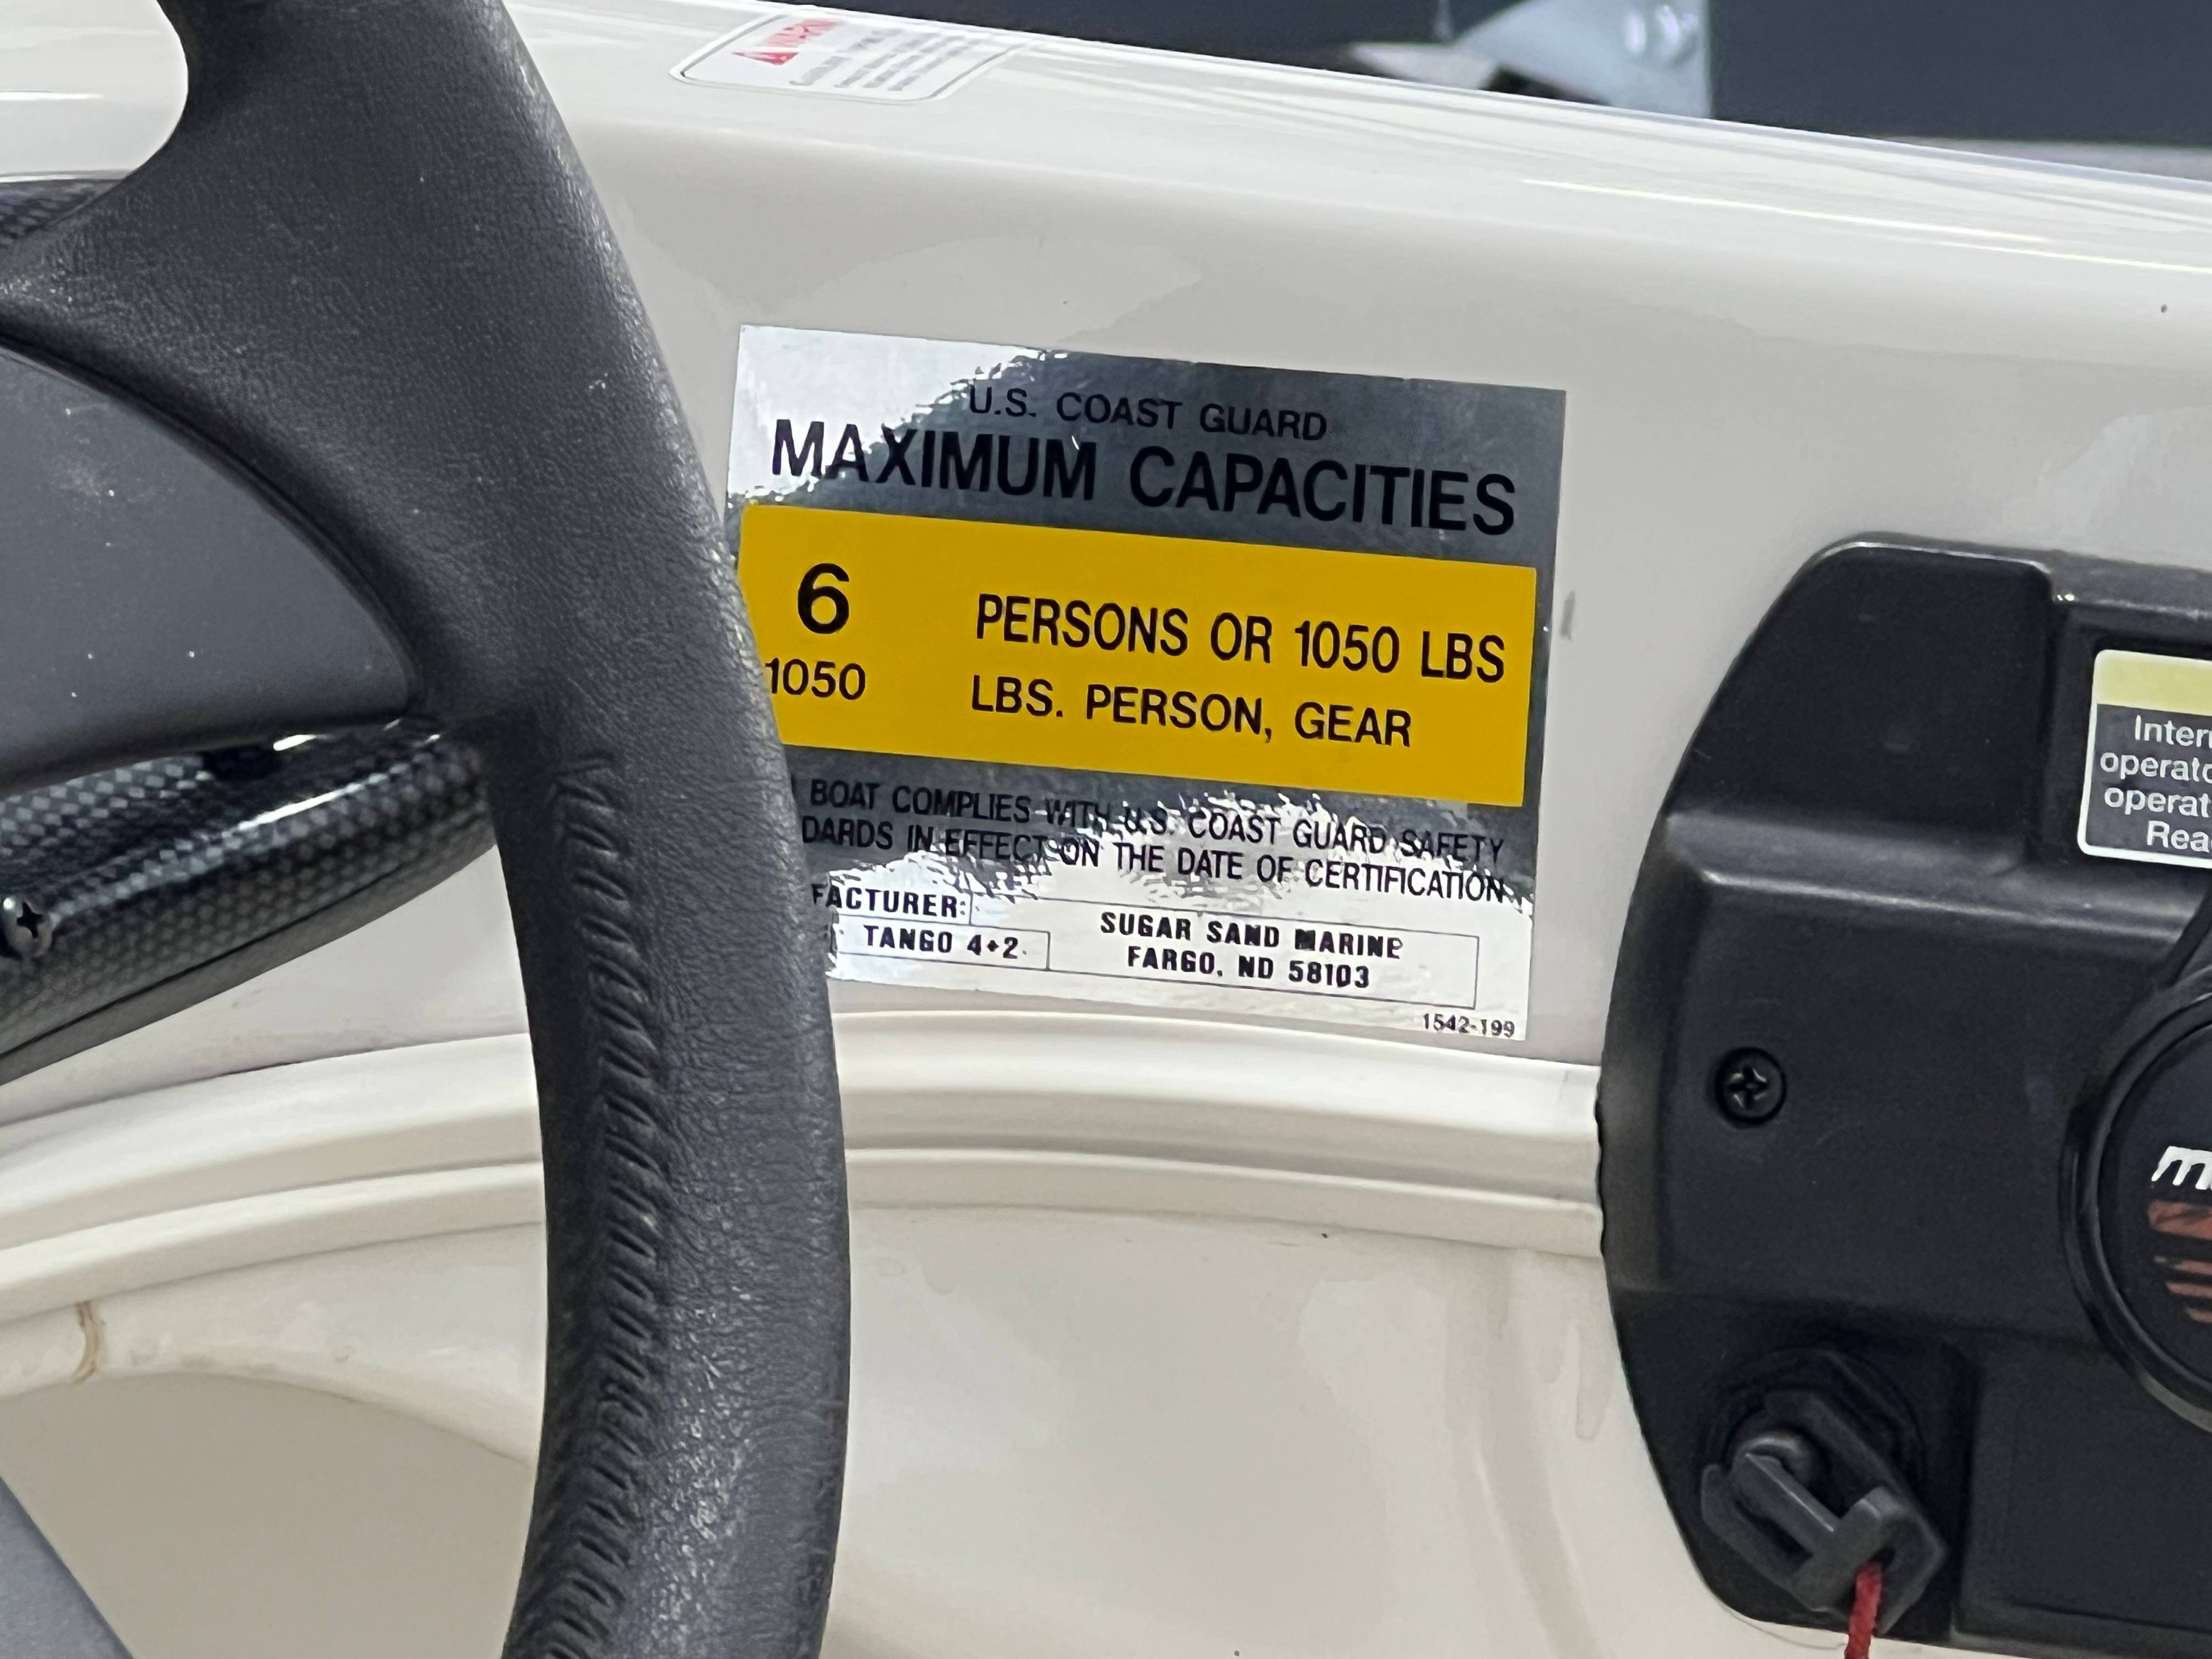 U.S. COAST GUARD
MAXIMUM CAPACITIES
6 PERSONS OR 1050 LBS
1050 LBS. PERSON, GEAR
BOAT COMPLIES WITH U.S. COAST GUARD SAFETY
DARDS IN EFFECT ON THE DATE OF CERTIFICATION
FACTURER:
SUGAR SAND MARINE
TANGO 4+2
FARGO, ND 58103
1542-199
Inter
operato
operat
Rea
m